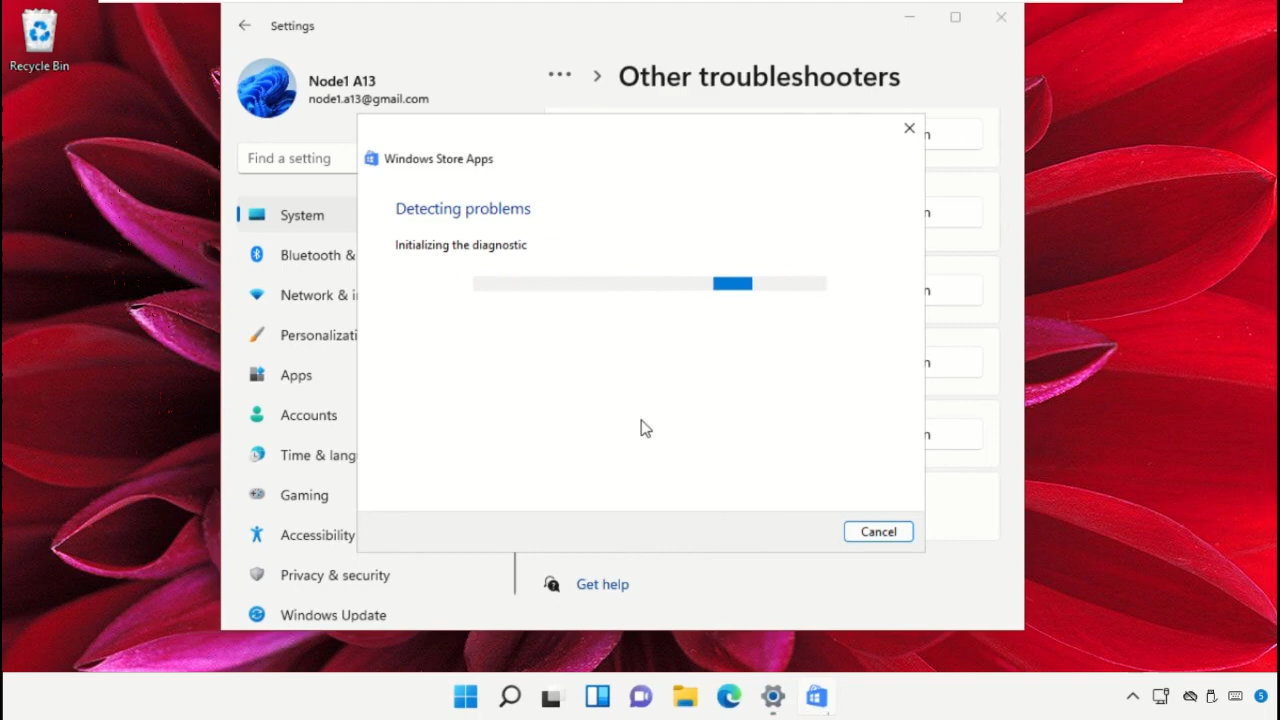 Recycle Bin
Settings
Node1 A13
node1.a13@gmail.com
Find a setting
System
Bluetooth &
Network & i
Personalizati
Apps
Accounts
Time & lang
Gaming
Accessibility
Privacy & security
Windows Update
... > Other troubleshooters
Windows Store Apps
Detecting problems
Initializing the diagnostic
Cancel
n
n
n
n
n
Get help
5